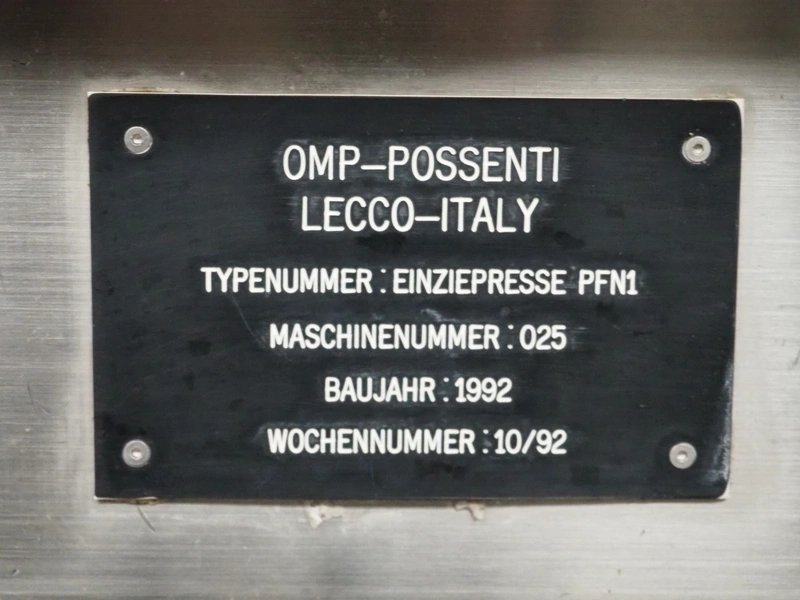 OMP-POSSENTI
LECCO-ITALY
TYPENUMMER : EINZIEPRESSE PFN1
MASCHINENUMMER : 025
BAUJAHR : 1992
WOCHENNUMMER : 10/92